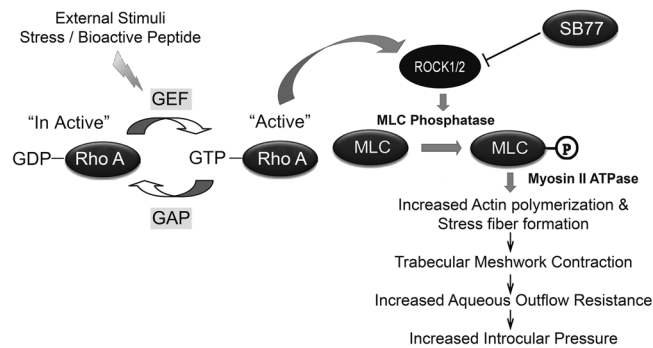 External Stimuli
Stress / Bioactive Peptide
GEF
"In Active"
"Active"
GDP
Rho A
GTP
Rho A
GAP
SB77
ROCK1/2
MLC Phosphatase
MLC
MLC
P
Myosin II ATPase
Increased Actin polymerization &
Stress fiber formation
Trabecular Meshwork Contraction
Increased Aqueous Outflow Resistance
Increased Introcular Pressure